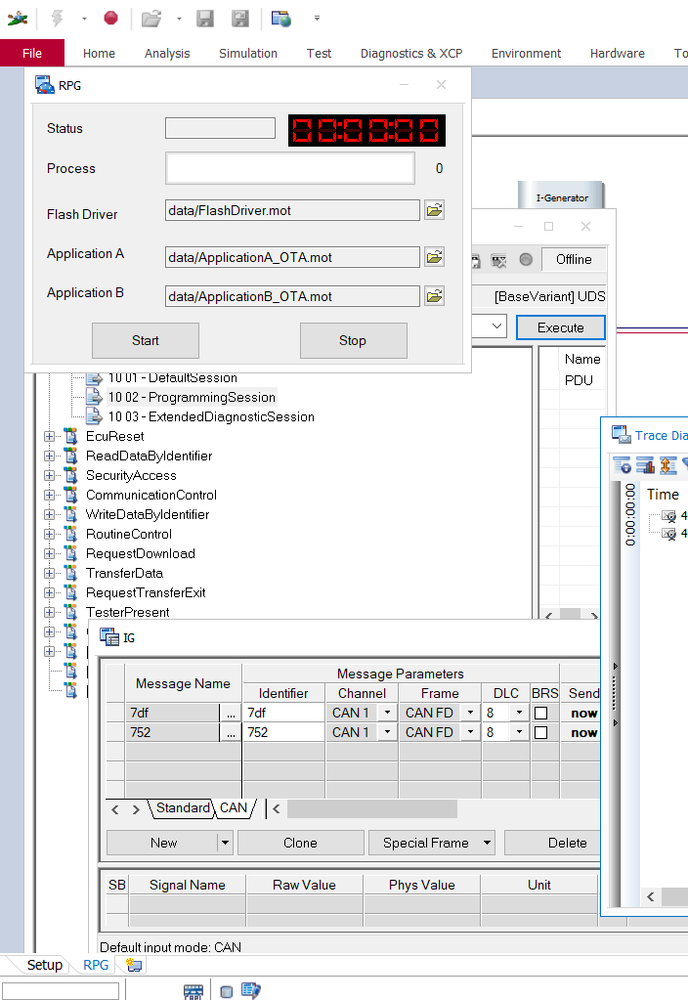 File Home Analysis Simulation Test Diagnostics & XCP Environment Hardware To
RPG
Status 00:00:00
Process 0
I-Generator
Flash Driver data/FlashDriver.mot
Application A data/ApplicationA_OTA.mot
Offline
Application B data/ApplicationB_OTA.mot
[BaseVariant] UDS
Start Stop
Execute
Name
PDU
10 01 - DefaultSession
10 02 - ProgrammingSession
10 03 - ExtendedDiagnosticSession
EcuReset
ReadDataByIdentifier
SecurityAccess
CommunicationControl
WriteDataByIdentifier
RoutineControl
RequestDownload
TransferData
RequestTransferExit
TesterPresent
Trace Dia
0:00:00:00
Time
4
4
IG
Message Name Message Parameters
Identifier Channel Frame DLC BRS Send
7df ... 7df CAN 1 CAN FD 8 now
752 ... 752 CAN 1 CAN FD 8 now
Standard CAN
New Clone Special Frame Delete
SB Signal Name Raw Value Phys Value Unit
Default input mode: CAN
Setup RPG